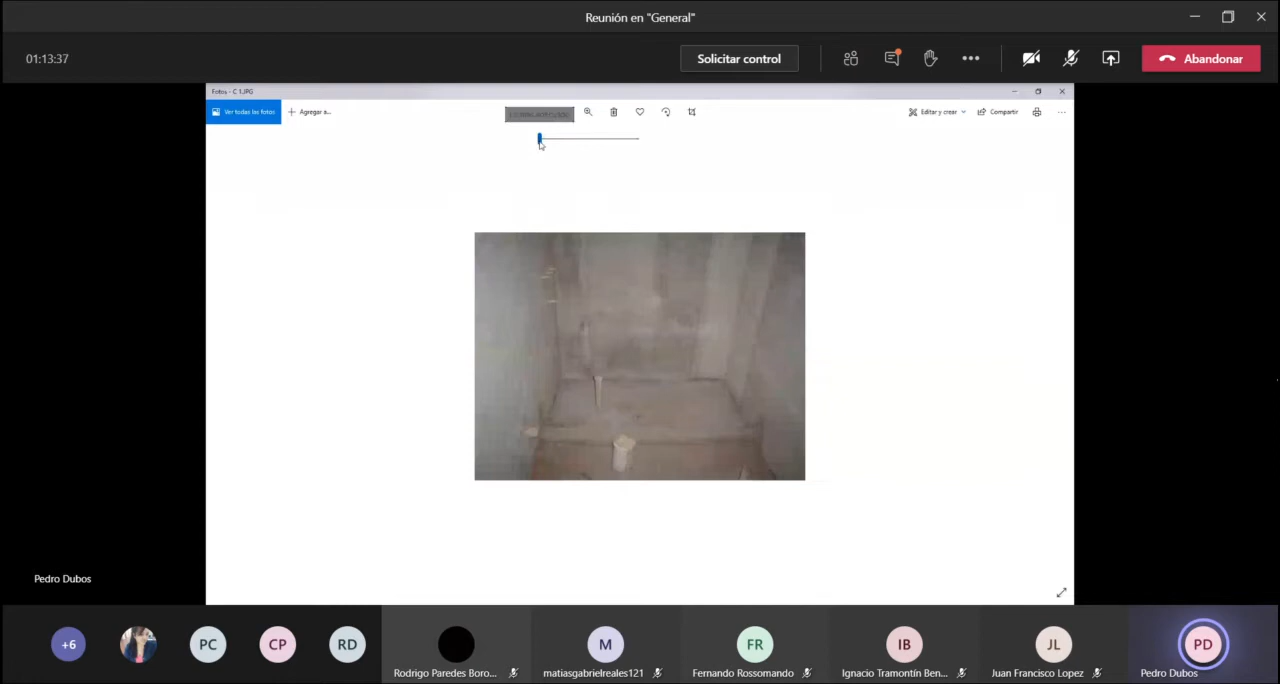 Reunión en "General"
01:13:37
Solicitar control
Abandonar
Fotos - C 1.JPG
Ver todas las fotos
Agregar a...
Editar y crear
Compartir
Pedro Dubos
+6
PC
CP
RD
M
FR
IB
JL
PD
Rodrigo Paredes Boro...
matiasgabrielreales121
Fernando Rossomando
Ignacio Tramontín Ben...
Juan Francisco Lopez
Pedro Dubos